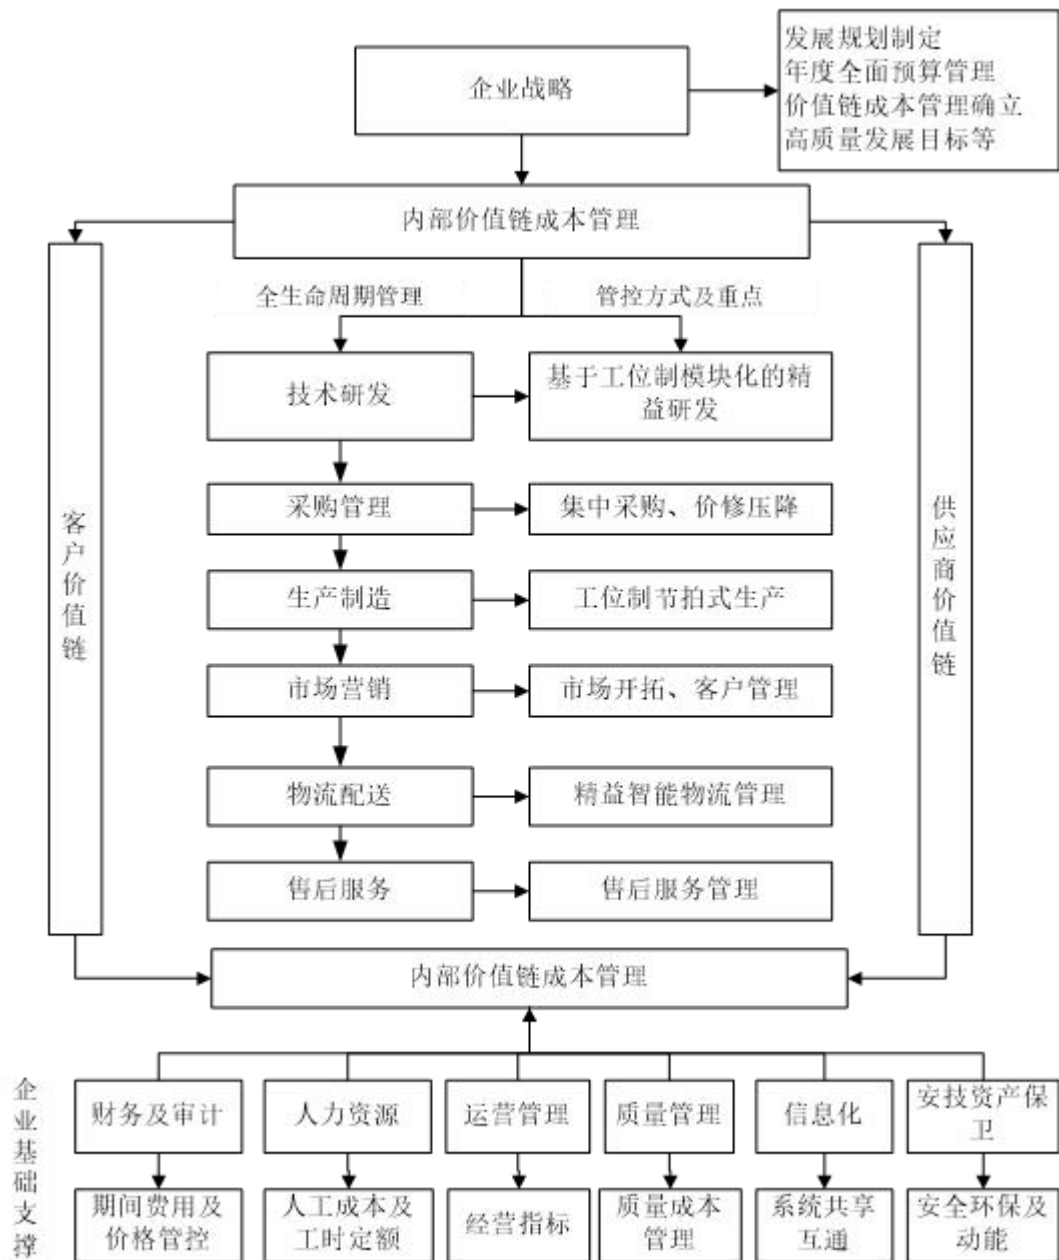 企业战略
发展规划制定
年度全面预算管理
价值链成本管理确立
高质量发展目标等
内部价值链成本管理
全生命周期管理
管控方式及重点
客户价值链
供应商价值链
技术研发
基于工位制模块化的精
益研发
采购管理
集中采购、价修压降
生产制造
工位制节拍式生产
市场营销
市场开拓、客户管理
物流配送
精益智能物流管理
售后服务
售后服务管理
内部价值链成本管理
企业基础支撑
财务及审计
人力资源
运营管理
质量管理
信息化
安技资产保
卫
期间费用及
价格管控
人工成本及
工时定额
经营指标
质量成本
管理
系统共享
互通
安全环保及
动能